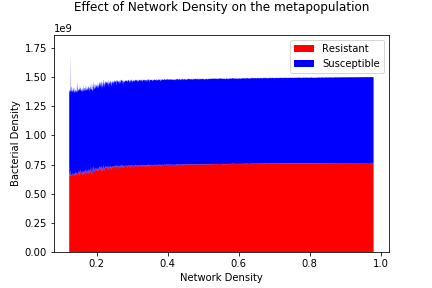 Effect of Network Density on the metapopulation
1e9
1.75
1.50
1.25
1.00
0.75
0.50
0.25
0.00
Bacterial Density
Resistant
Susceptible
0.2 0.4 0.6 0.8 1.0
Network Density